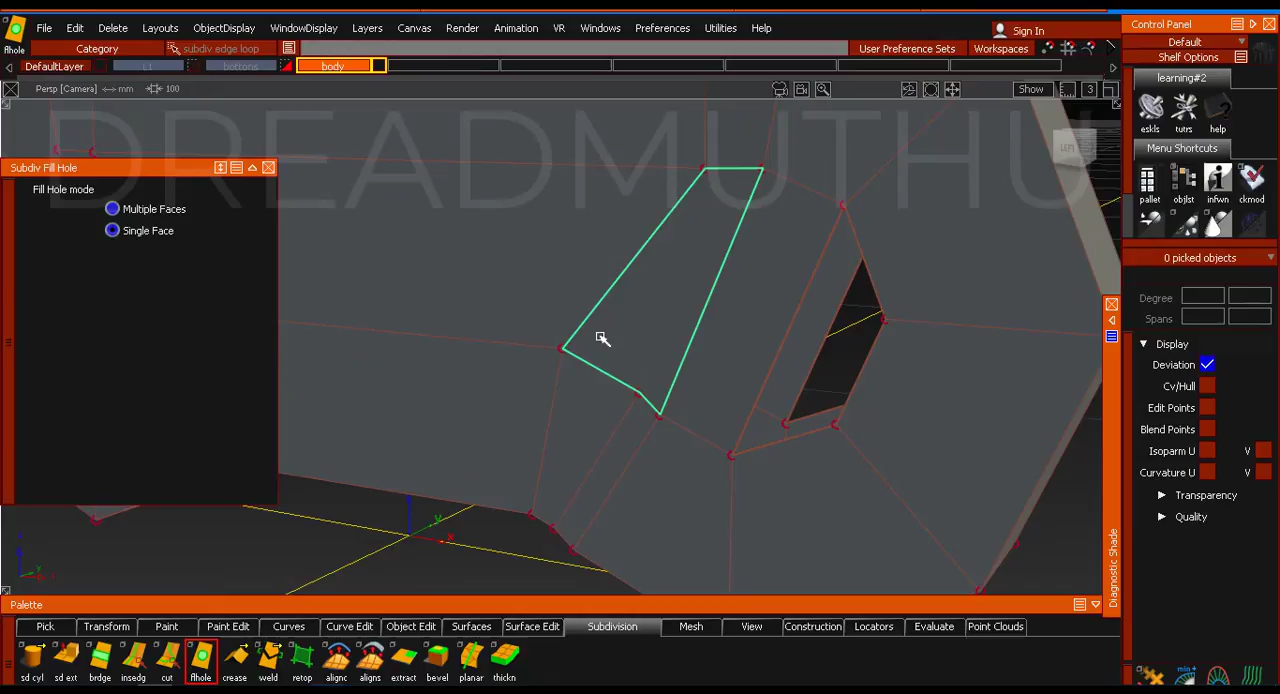 File Edit Delete Layouts ObjectDisplay WindowDisplay Layers Canvas Render Animation VR Windows Preferences Utilities Help
Sign In
Control Panel
Default
Shelf Options
flhole
Category
subdiv edge loop
User Preference Sets
Workspaces
DefaultLayer
L1
bottons
body
Persp [Camera] mm 100
Show
3
learning#2
eskls tutrs help
Menu Shortcuts
pallet objlst infwn ckmod
DREADMUTHU
LEFT
Subdiv Fill Hole
Fill Hole mode
Multiple Faces
Single Face
0 picked objects
Degree
Spans
Display
Deviation
Cv/Hull
Edit Points
Blend Points
Isoparm U V
Curvature U V
Transparency
Quality
Diagnostic Shade
Palette
Pick Transform Paint Paint Edit Curves Curve Edit Object Edit Surfaces Surface Edit Subdivision Mesh View Construction Locators Evaluate Point Clouds
sd cyl sd ext brdge insedg cut flhole crease weld retop alignc aligns extract bevel planar thickn